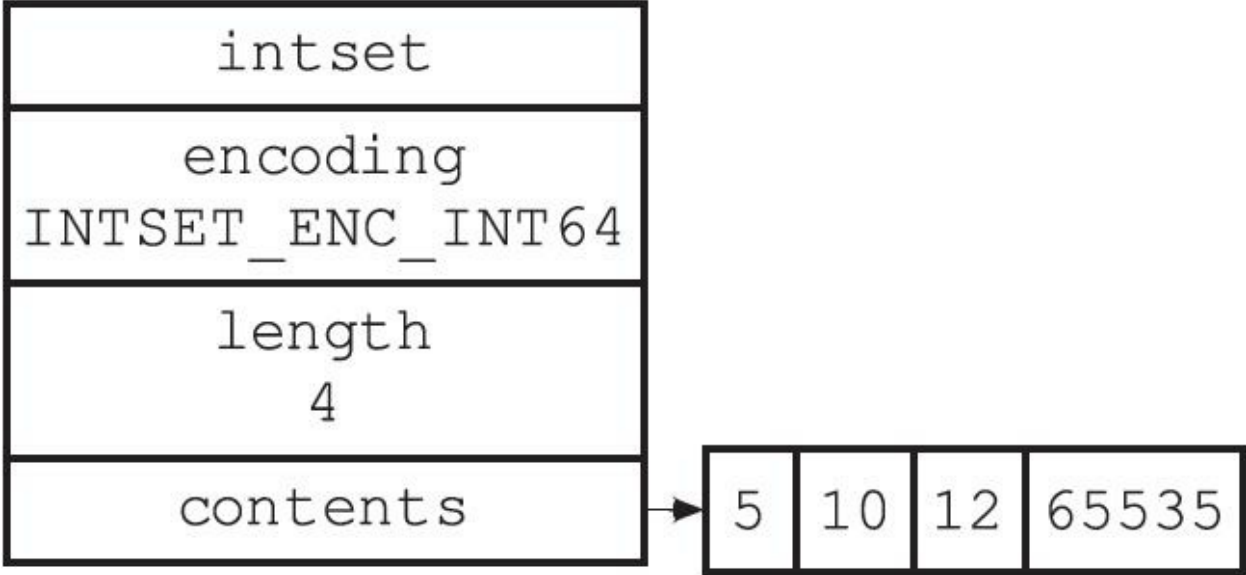 intset
encoding
INTSET_ENC_INT64
length
4
contents
5 10 12 65535